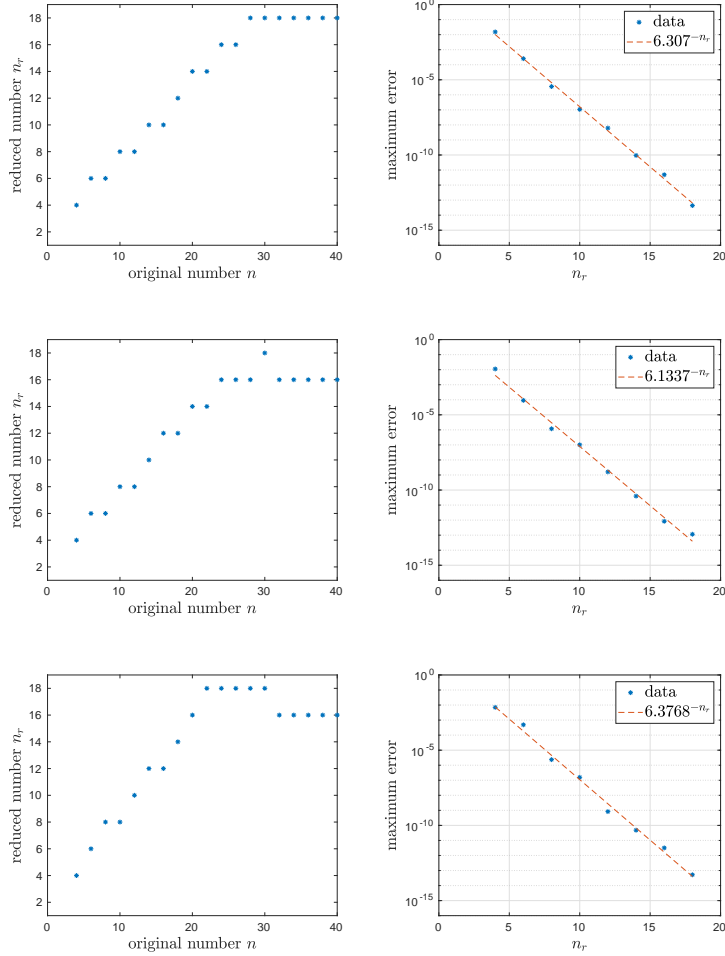 18
16
14
12
10
8
6
4
2
0 10 20 30 40
reduced number n_r
original number n
10^0
10^-5
10^-10
10^-15
0 5 10 15 20
maximum error
n_r
data
6.307^{-n_r}
18
16
14
12
10
8
6
4
2
0 10 20 30 40
reduced number n_r
original number n
10^0
10^-5
10^-10
10^-15
0 5 10 15 20
maximum error
n_r
data
6.1337^{-n_r}
18
16
14
12
10
8
6
4
2
0 10 20 30 40
reduced number n_r
original number n
10^0
10^-5
10^-10
10^-15
0 5 10 15 20
maximum error
n_r
data
6.3768^{-n_r}